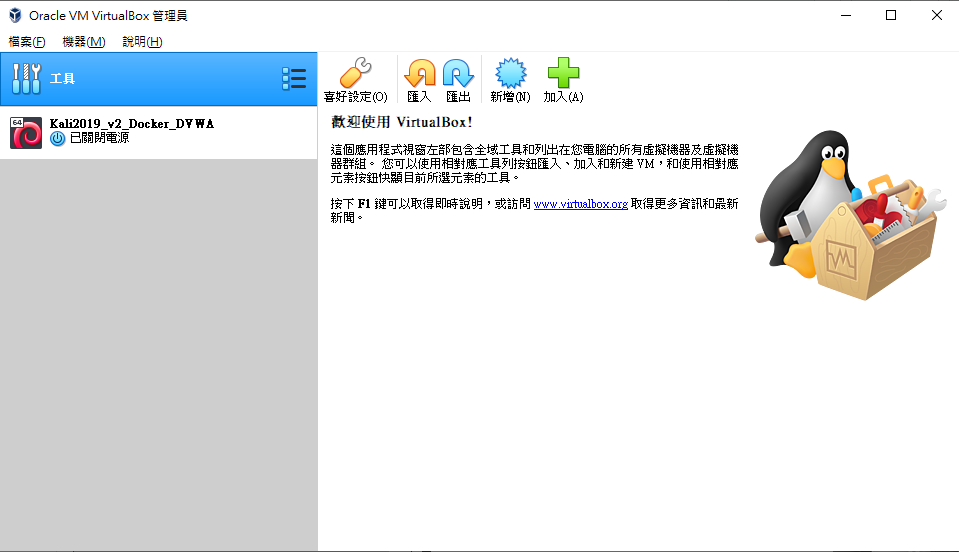 Oracle VM VirtualBox 管理員
檔案(F) 機器(M) 說明(H)
工具
喜好設定(O) 匯入 匯出 新增(N) 加入(A)
64
Kali2019_v2_Docker_DVWA
已關閉電源
歡迎使用 VirtualBox!
這個應用程式視窗左部包含全域工具和列出在您電腦的所有虛擬機器及虛擬機
器群組。 您可以使用相對應工具列按鈕匯入、加入和新建 VM，和使用相對應
元素按鈕快顯目前所選元素的工具。
按下 F1 鍵可以取得即時說明，或訪問 www.virtualbox.org 取得更多資訊和最新
新聞。